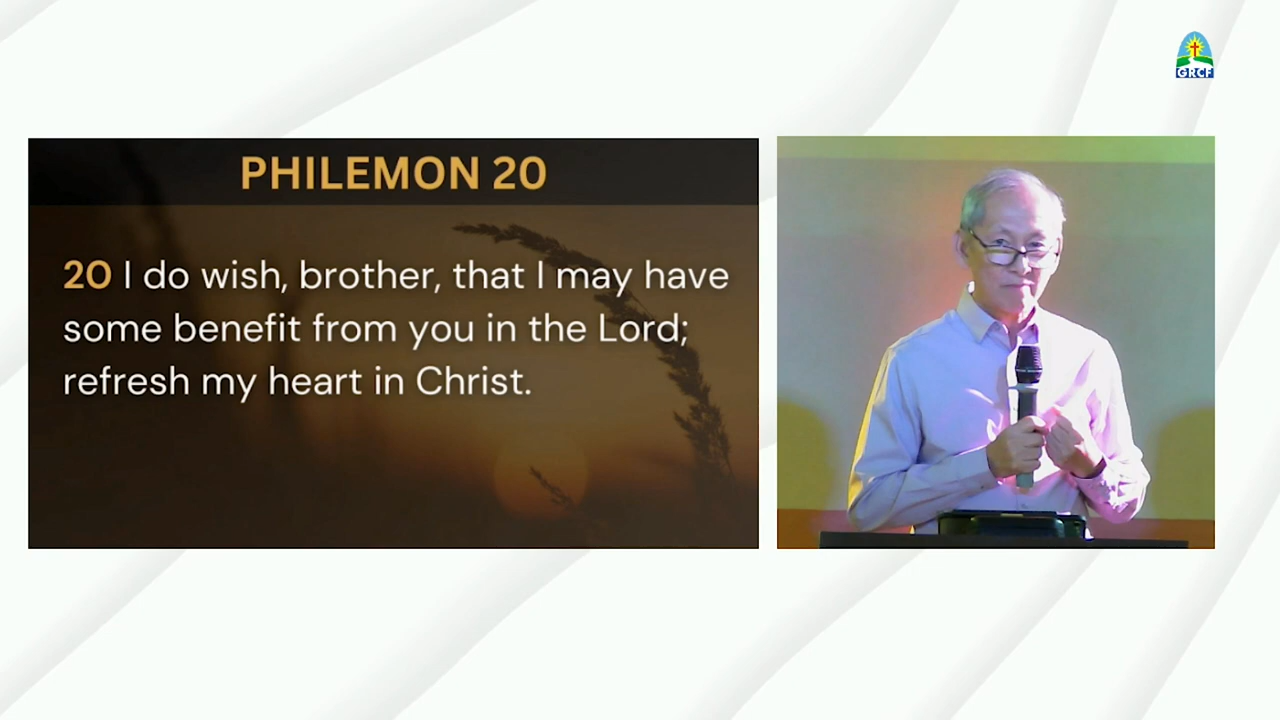 GRCF
PHILEMON 20
20 I do wish, brother, that I may have
some benefit from you in the Lord;
refresh my heart in Christ.